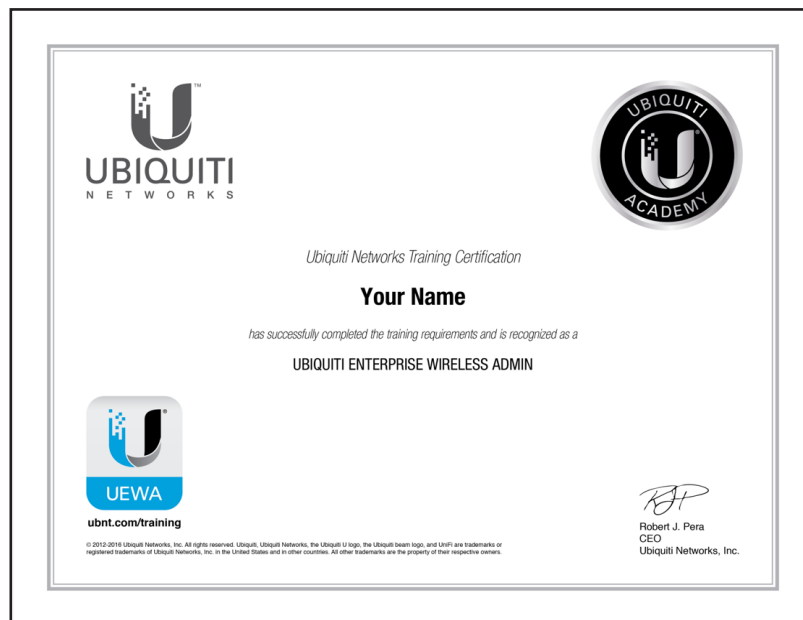 UBIQUITI
NETWORKS
™
UBIQUITI
ACADEMY
®
Ubiquiti Networks Training Certification
Your Name
has successfully completed the training requirements and is recognized as a
UBIQUITI ENTERPRISE WIRELESS ADMIN
®
UEWA
ubnt.com/training
© 2012-2016 Ubiquiti Networks, Inc. All rights reserved. Ubiquiti, Ubiquiti Networks, the Ubiquiti U logo, the Ubiquiti beam logo, and UniFi are trademarks or
registered trademarks of Ubiquiti Networks, Inc. in the United States and in other countries. All other trademarks are the property of their respective owners.
Robert J. Pera
CEO
Ubiquiti Networks, Inc.